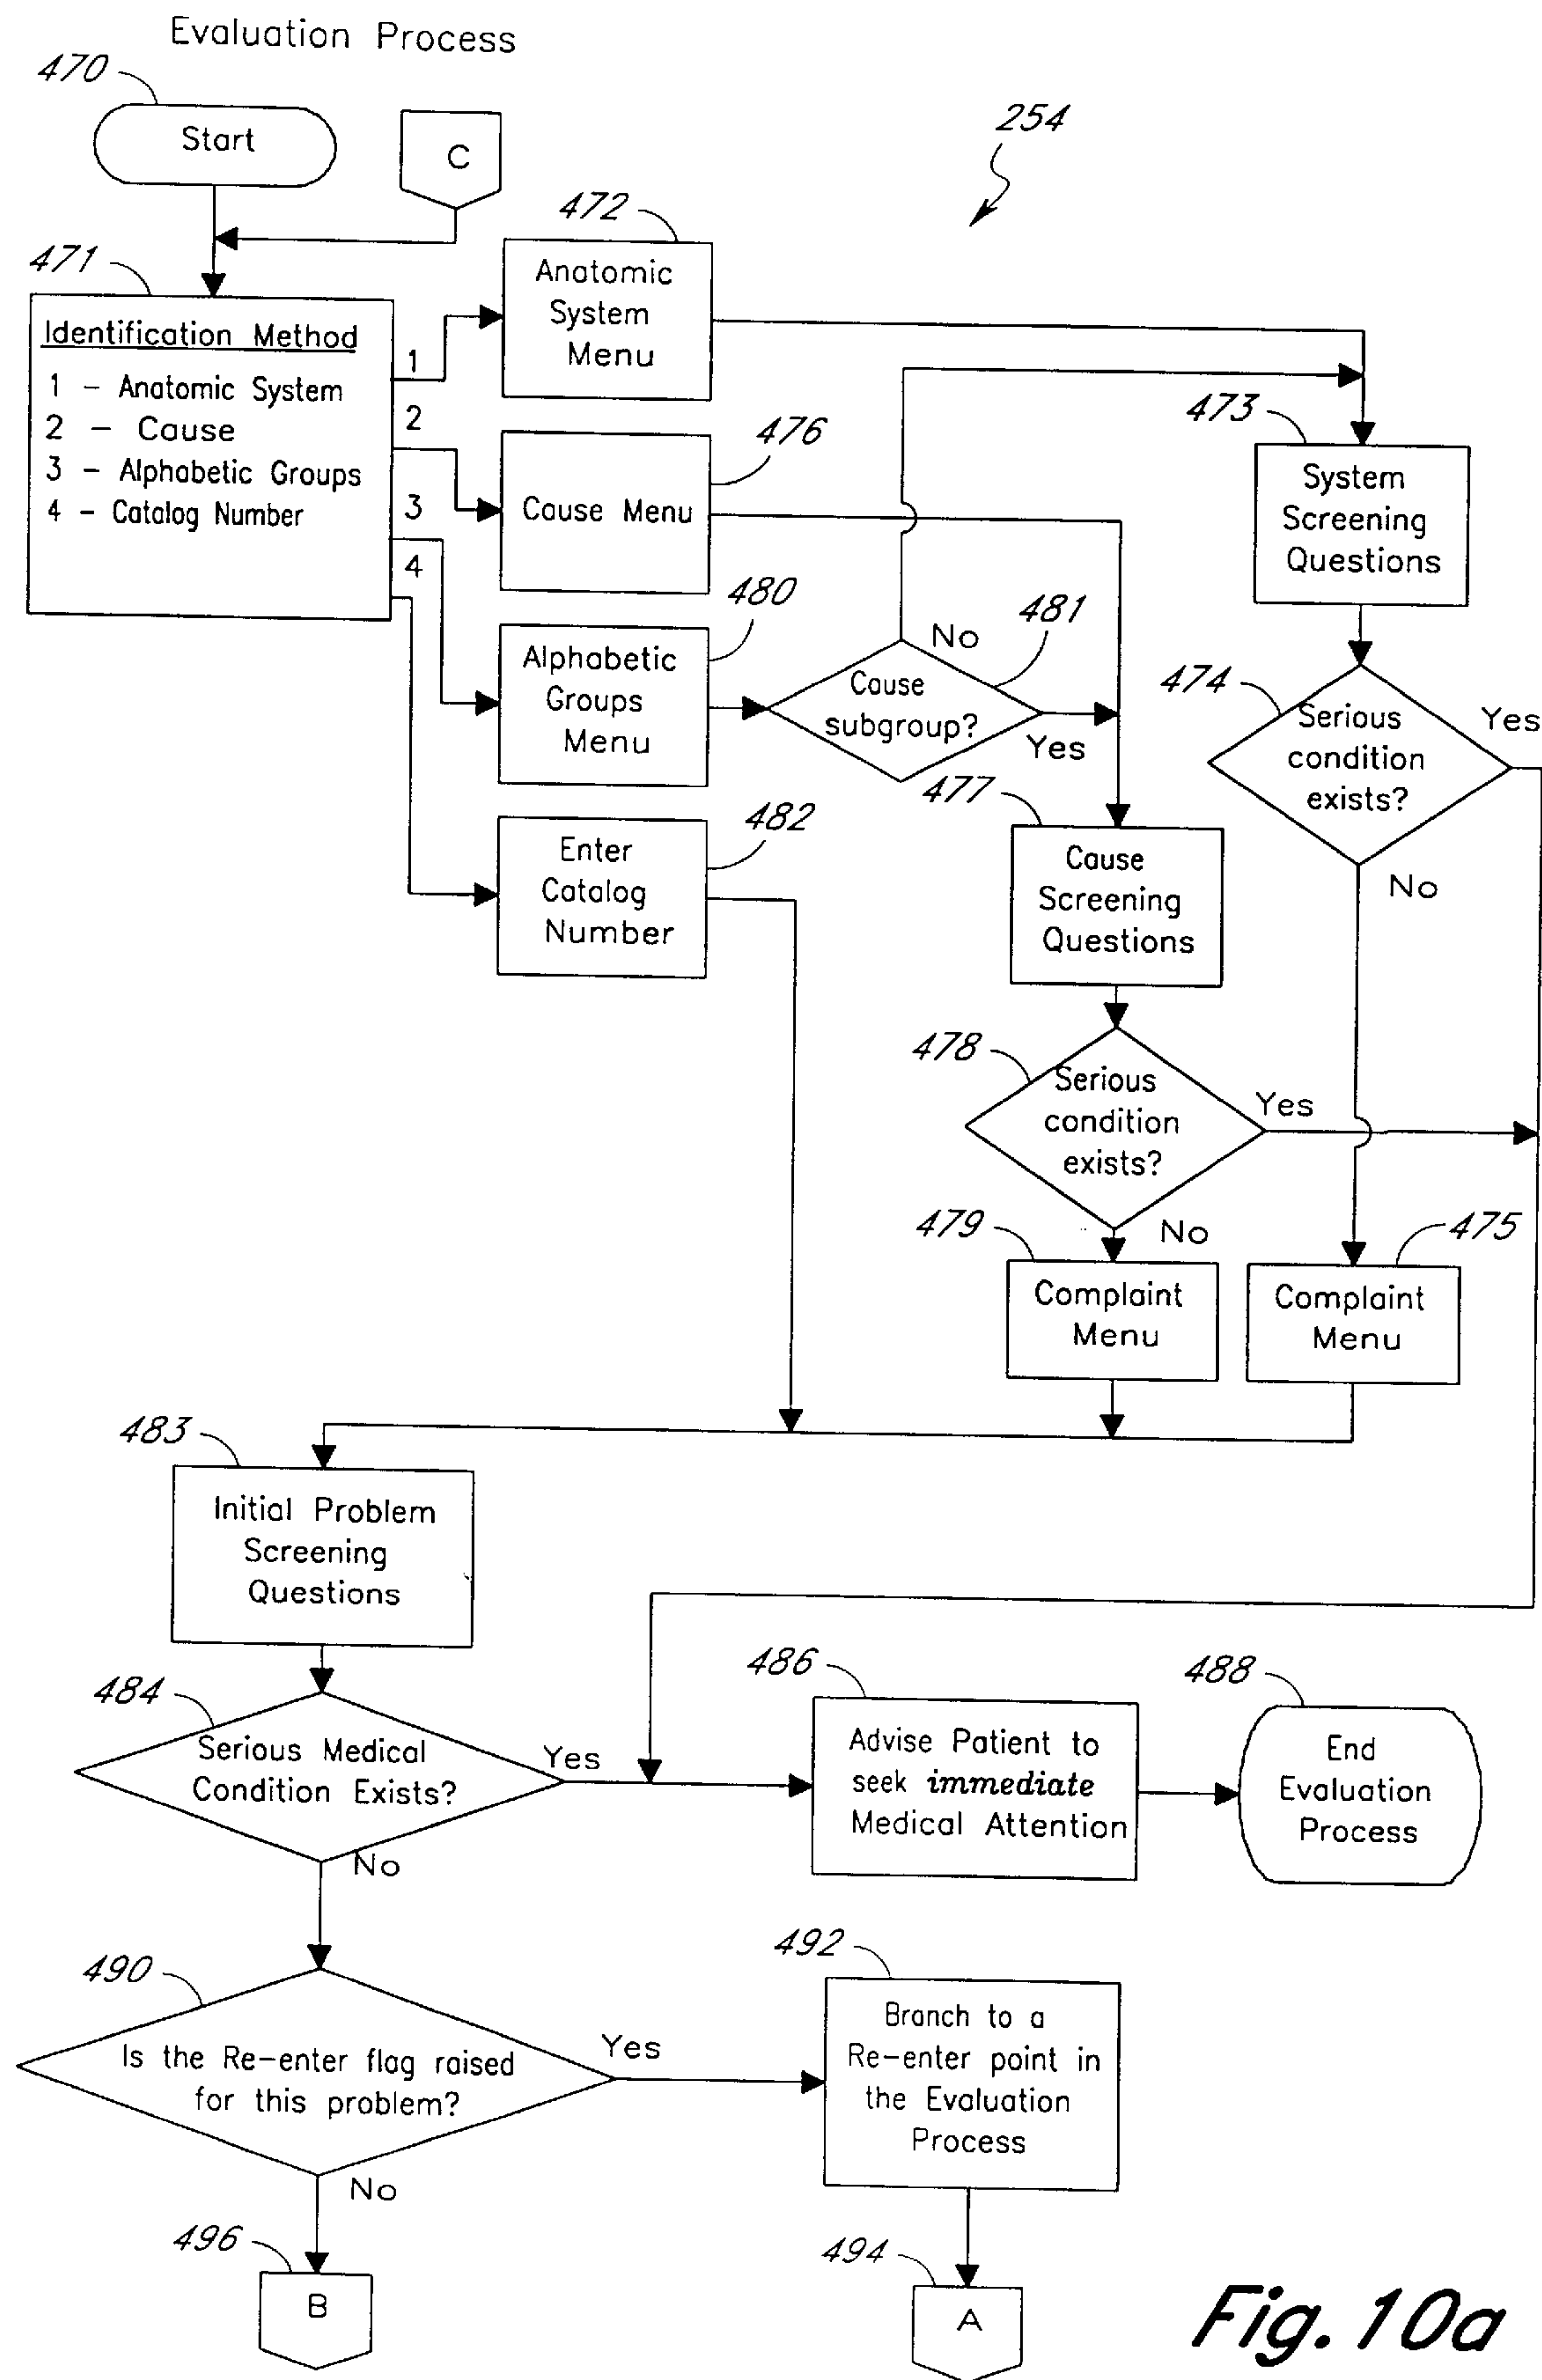 Evaluation Process
470
Start
C
254
471
Identification Method
1 - Anatomic System
2 - Cause
3 - Alphabetic Groups
4 - Catalog Number
1
2
3
4
472
Anatomic
System
Menu
476
Cause Menu
480
Alphabetic
Groups
Menu
481
Cause
subgroup?
No
Yes
482
Enter
Catalog
Number
473
System
Screening
Questions
474
Serious
condition
exists?
Yes
No
477
Cause
Screening
Questions
478
Serious
condition
exists?
Yes
No
479
Complaint
Menu
475
Complaint
Menu
483
Initial Problem
Screening
Questions
484
Serious Medical
Condition Exists?
Yes
No
486
Advise Patient to
seek immediate
Medical Attention
488
End
Evaluation
Process
490
Is the Re-enter flag raised
for this problem?
Yes
No
492
Branch to a
Re-enter point in
the Evaluation
Process
496
B
494
A
Fig. 10a